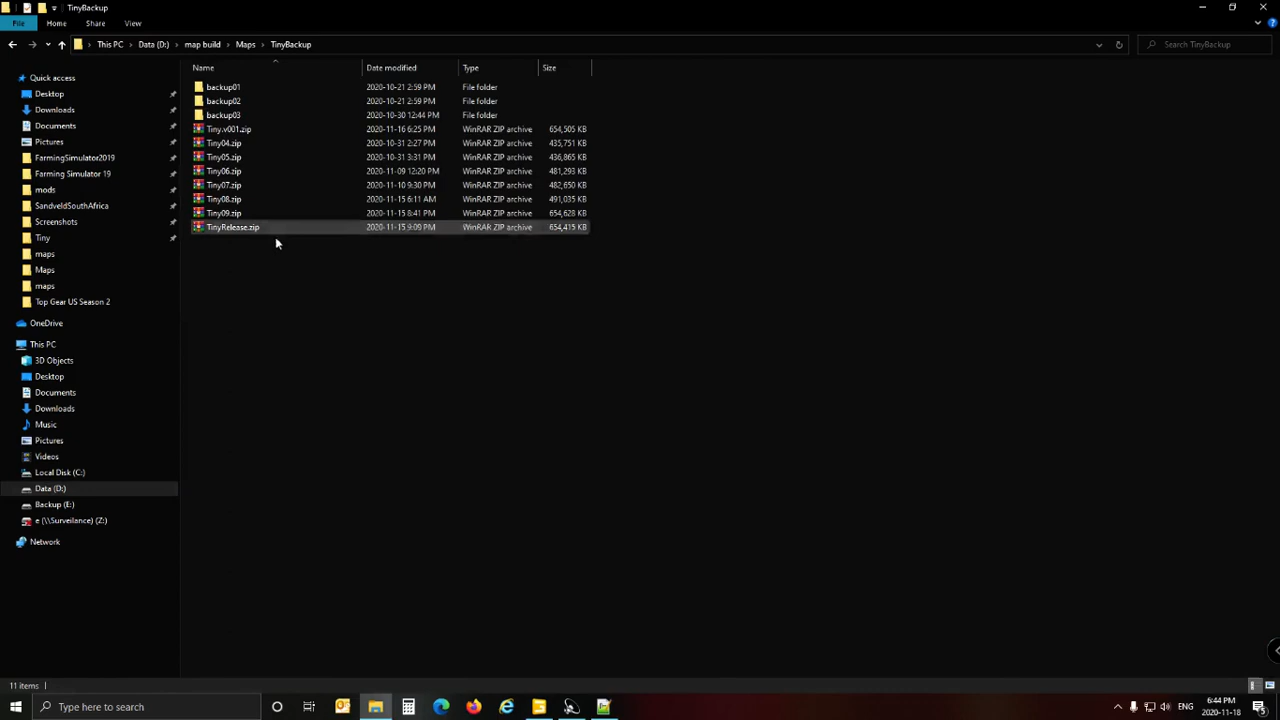 TinyBackup
File Home Share View
This PC Data (D:) map build Maps TinyBackup Search TinyBackup
Name Date modified Type Size
Quick access
Desktop
Downloads
Documents
Pictures
FarmingSimulator2019
Farming Simulator 19
mods
SandveldSouthAfrica
Screenshots
Tiny
maps
Maps
maps
Top Gear US Season 2
OneDrive
This PC
3D Objects
Desktop
Documents
Downloads
Music
Pictures
Videos
Local Disk (C:)
Data (D:)
Backup (E:)
e (\\Surveilance) (Z:)
Network
backup01 2020-10-21 2:59 PM File folder
backup02 2020-10-21 2:59 PM File folder
backup03 2020-10-30 12:44 PM File folder
Tiny.v001.zip 2020-11-16 6:25 PM WinRAR ZIP archive 654,505 KB
Tiny04.zip 2020-10-31 2:27 PM WinRAR ZIP archive 435,751 KB
Tiny05.zip 2020-10-31 3:31 PM WinRAR ZIP archive 436,865 KB
Tiny06.zip 2020-11-09 12:20 PM WinRAR ZIP archive 481,293 KB
Tiny07.zip 2020-11-10 9:30 PM WinRAR ZIP archive 482,650 KB
Tiny08.zip 2020-11-15 6:11 AM WinRAR ZIP archive 491,035 KB
Tiny09.zip 2020-11-15 8:41 PM WinRAR ZIP archive 654,628 KB
TinyRelease.zip 2020-11-15 9:09 PM WinRAR ZIP archive 654,415 KB
11 items
Type here to search
ENG 6:44 PM
2020-11-18